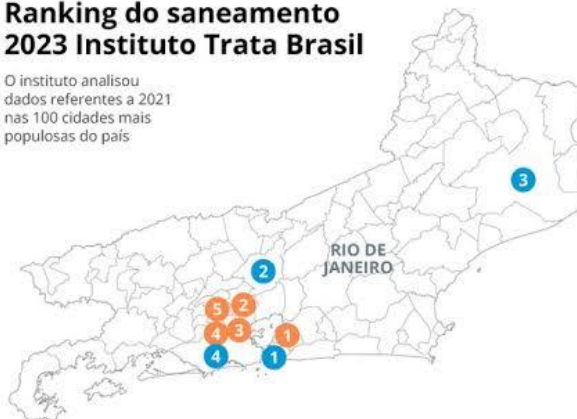 Ranking do saneamento
2023 Instituto Trata Brasil
O instituto analisou
dados referentes a 2021
nas 100 cidades mais
populosas do país
3
RIO DE
JANEIRO
2
5 2
4 3 1
4 1